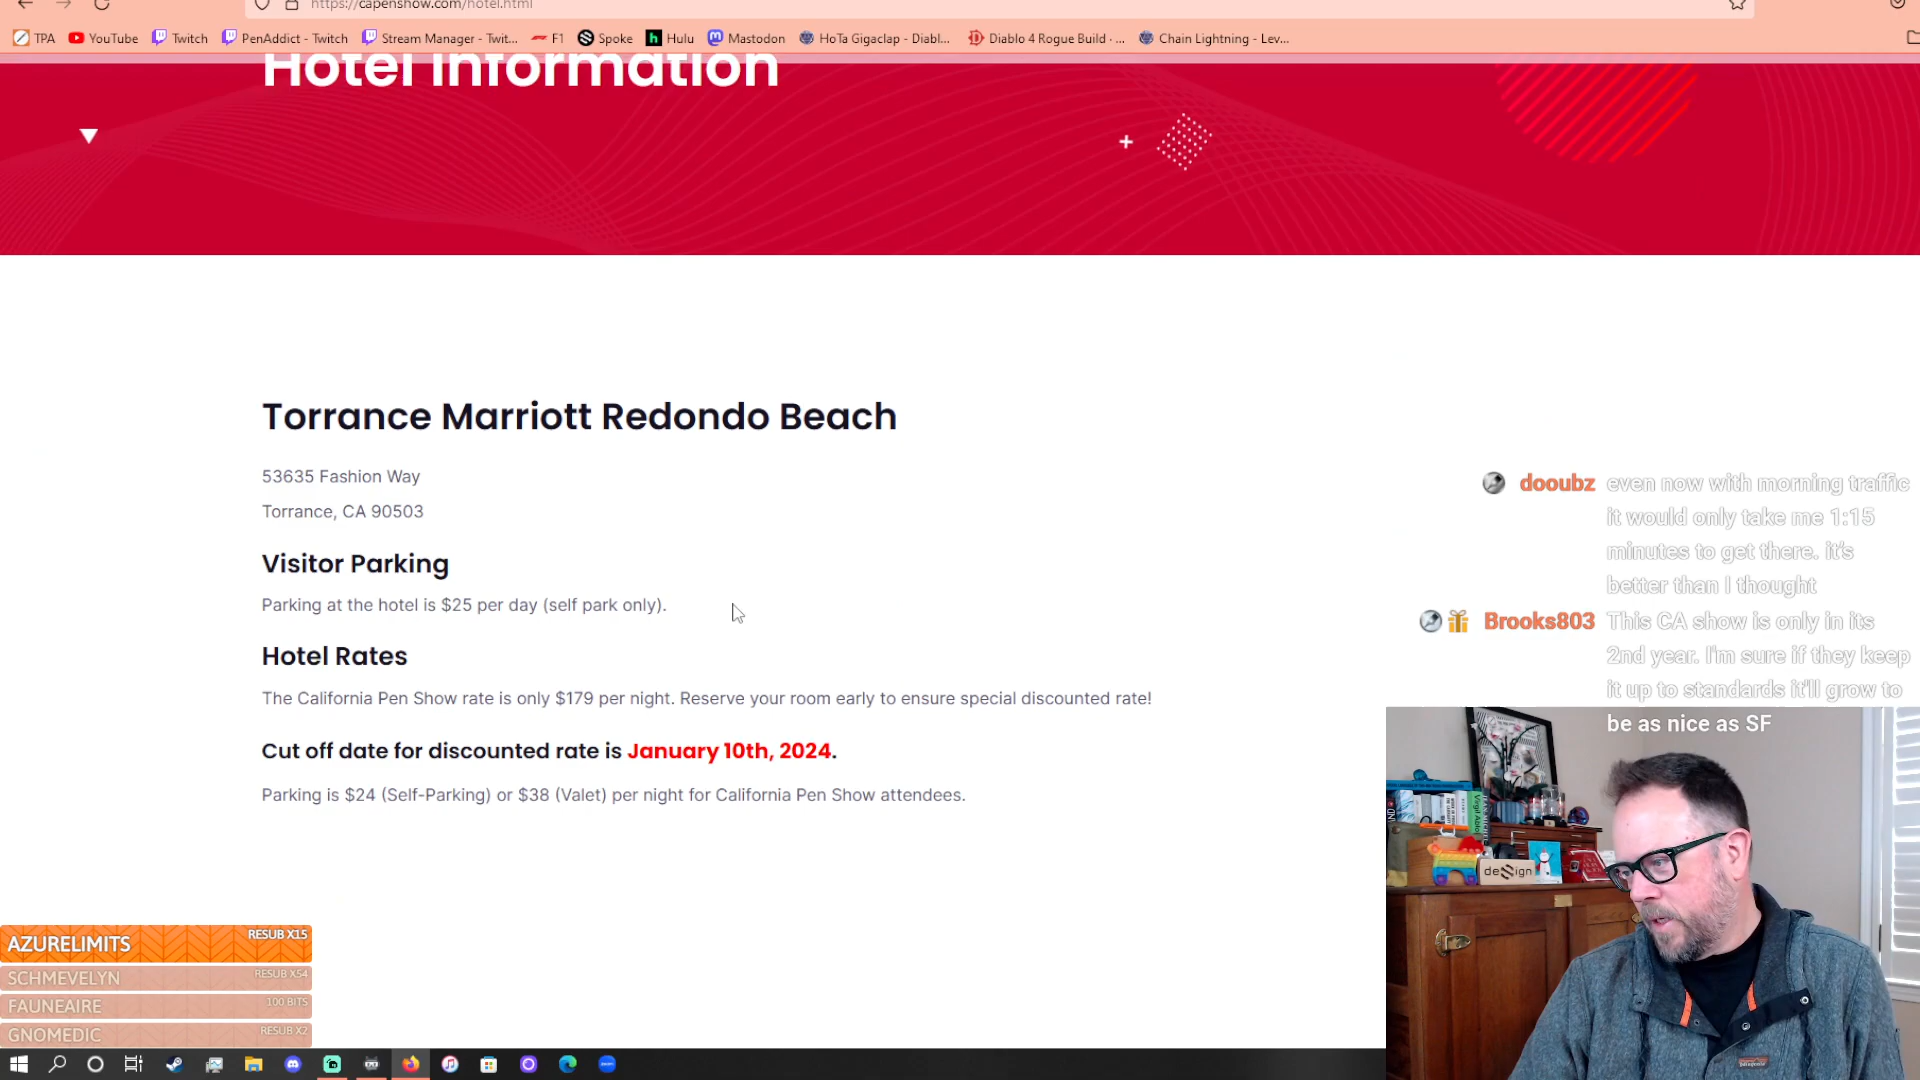 https://capenshow.com/hotel.html
TPA YouTube Twitch PenAddict - Twitch Stream Manager - Twit... F1 Spoke Hulu Mastodon HoTa Gigaclap - Diabl... Diablo 4 Rogue Build - ... Chain Lightning - Lev...
Hotel Information
Torrance Marriott Redondo Beach
53635 Fashion Way
Torrance, CA 90503
Visitor Parking
Parking at the hotel is $25 per day (self park only).
Hotel Rates
The California Pen Show rate is only $179 per night. Reserve your room early to ensure special discounted rate!
Cut off date for discounted rate is January 10th, 2024.
Parking is $24 (Self-Parking) or $38 (Valet) per night for California Pen Show attendees.
dooubz even now with morning traffic
it would only take me 1:15
minutes to get there. it's
better than I thought
Brooks803 This CA show is only in its
2nd year. I'm sure if they keep
it up to standards it'll grow to
be as nice as SF
Virgil Abloh
AZURELIMITS RESUB X15
SCHMEVELYN RESUB X54
FAUNEAIRE 100 BITS
GNOMEDIC RESUB X2